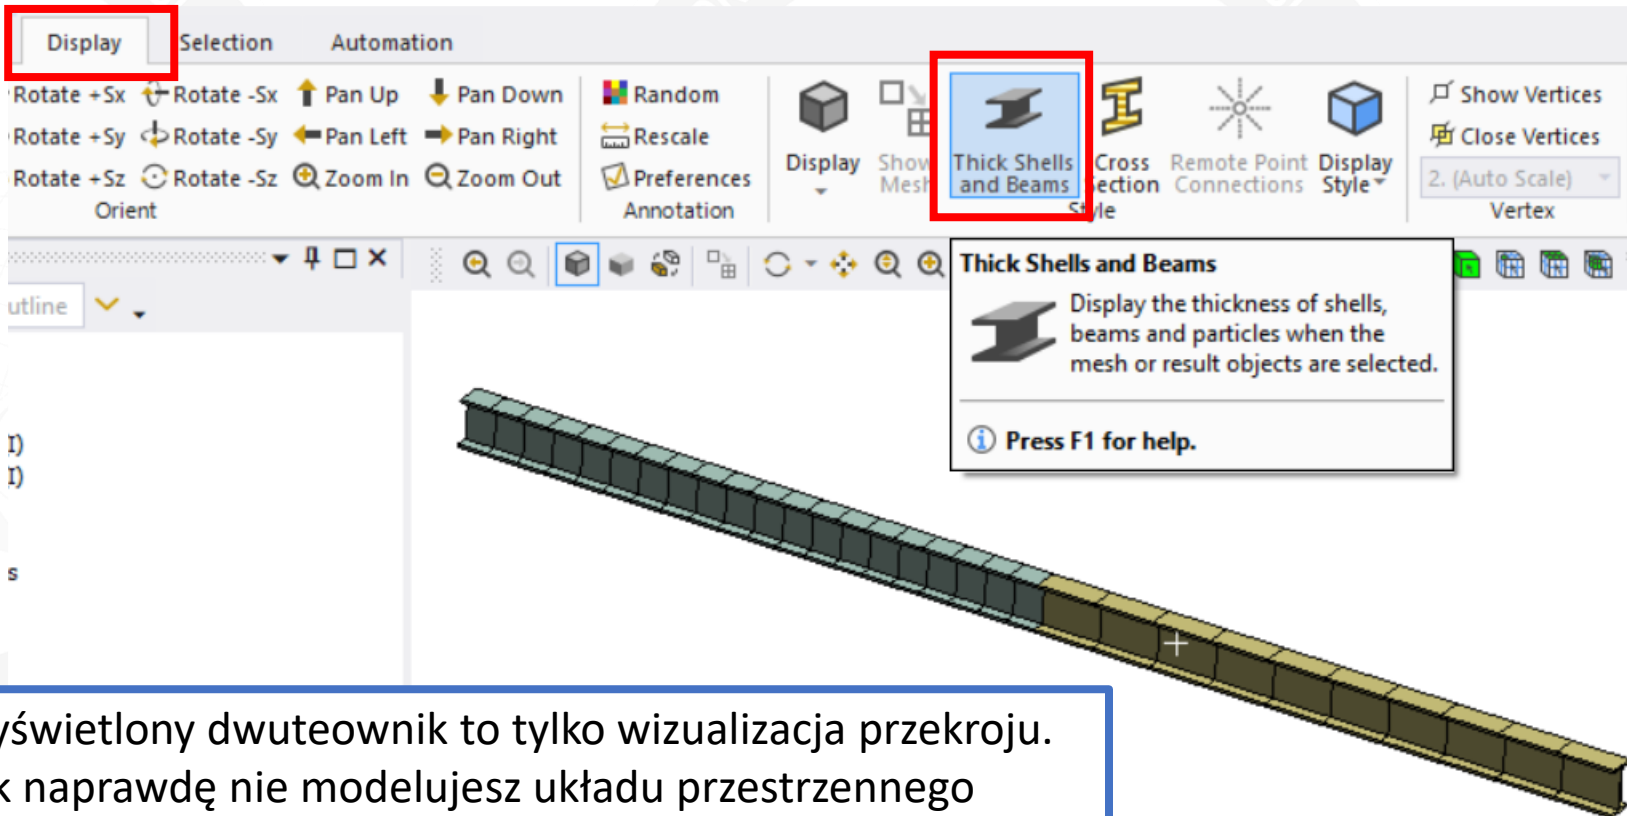 Display Selection Automation
Rotate +Sx Rotate -Sx Pan Up Pan Down Random Show Vertices
Rotate +Sy Rotate -Sy Pan Left Pan Right Rescale Close Vertices
Display Show Mesh Thick Shells and Beams Cross Section Remote Point Connections Display Style
Rotate +Sz Rotate -Sz Zoom In Zoom Out Preferences 2. (Auto Scale)
Orient Annotation Style Vertex
utline
Thick Shells and Beams
Display the thickness of shells,
beams and particles when the
mesh or result objects are selected.
Press F1 for help.
I)
I)
s
yświetlony dwuteownik to tylko wizualizacja przekroju.
k naprawdę nie modelujesz układu przestrzennego